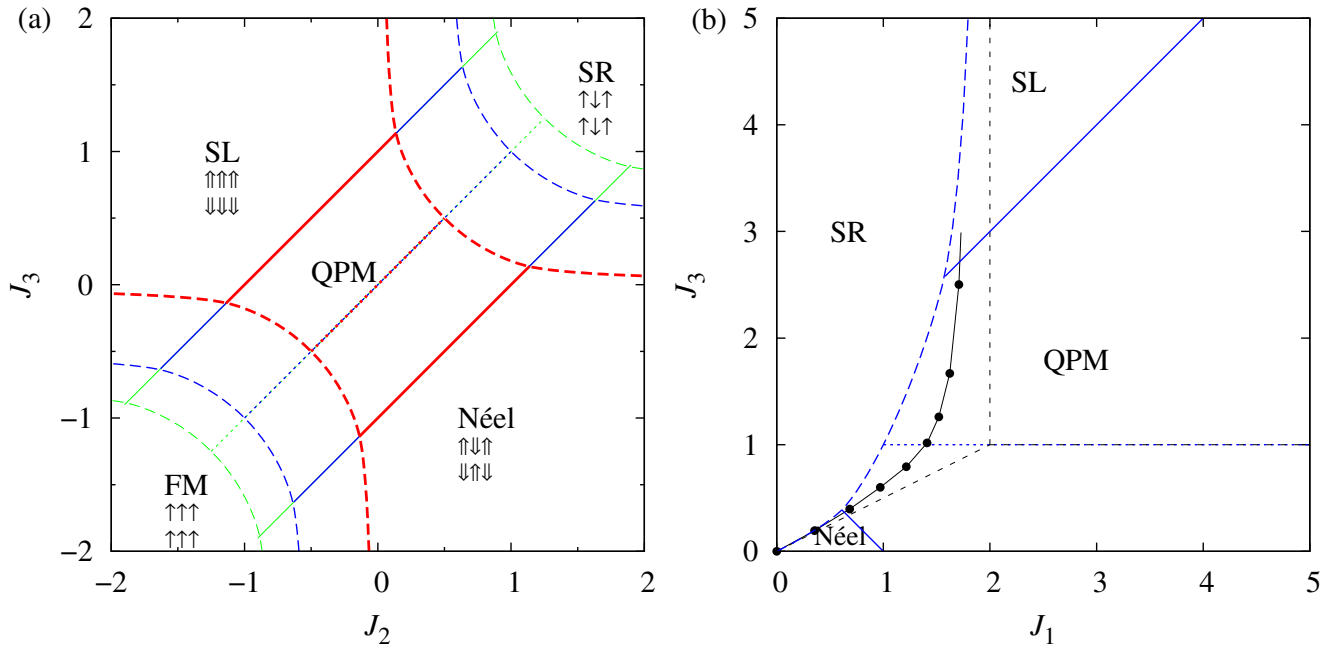 (a)
2
1
0
−1
−2
J3
SR
↑↓↑
↑↓↑
SL
⇑⇑⇑
⇓⇓⇓
QPM
Néel
⇑⇓⇑
⇓⇑⇓
FM
↑↑↑
↑↑↑
−2 −1 0 1 2
J2
(b)
5
4
3
2
1
0
J3
SL
SR
QPM
Néel
0 1 2 3 4 5
J1